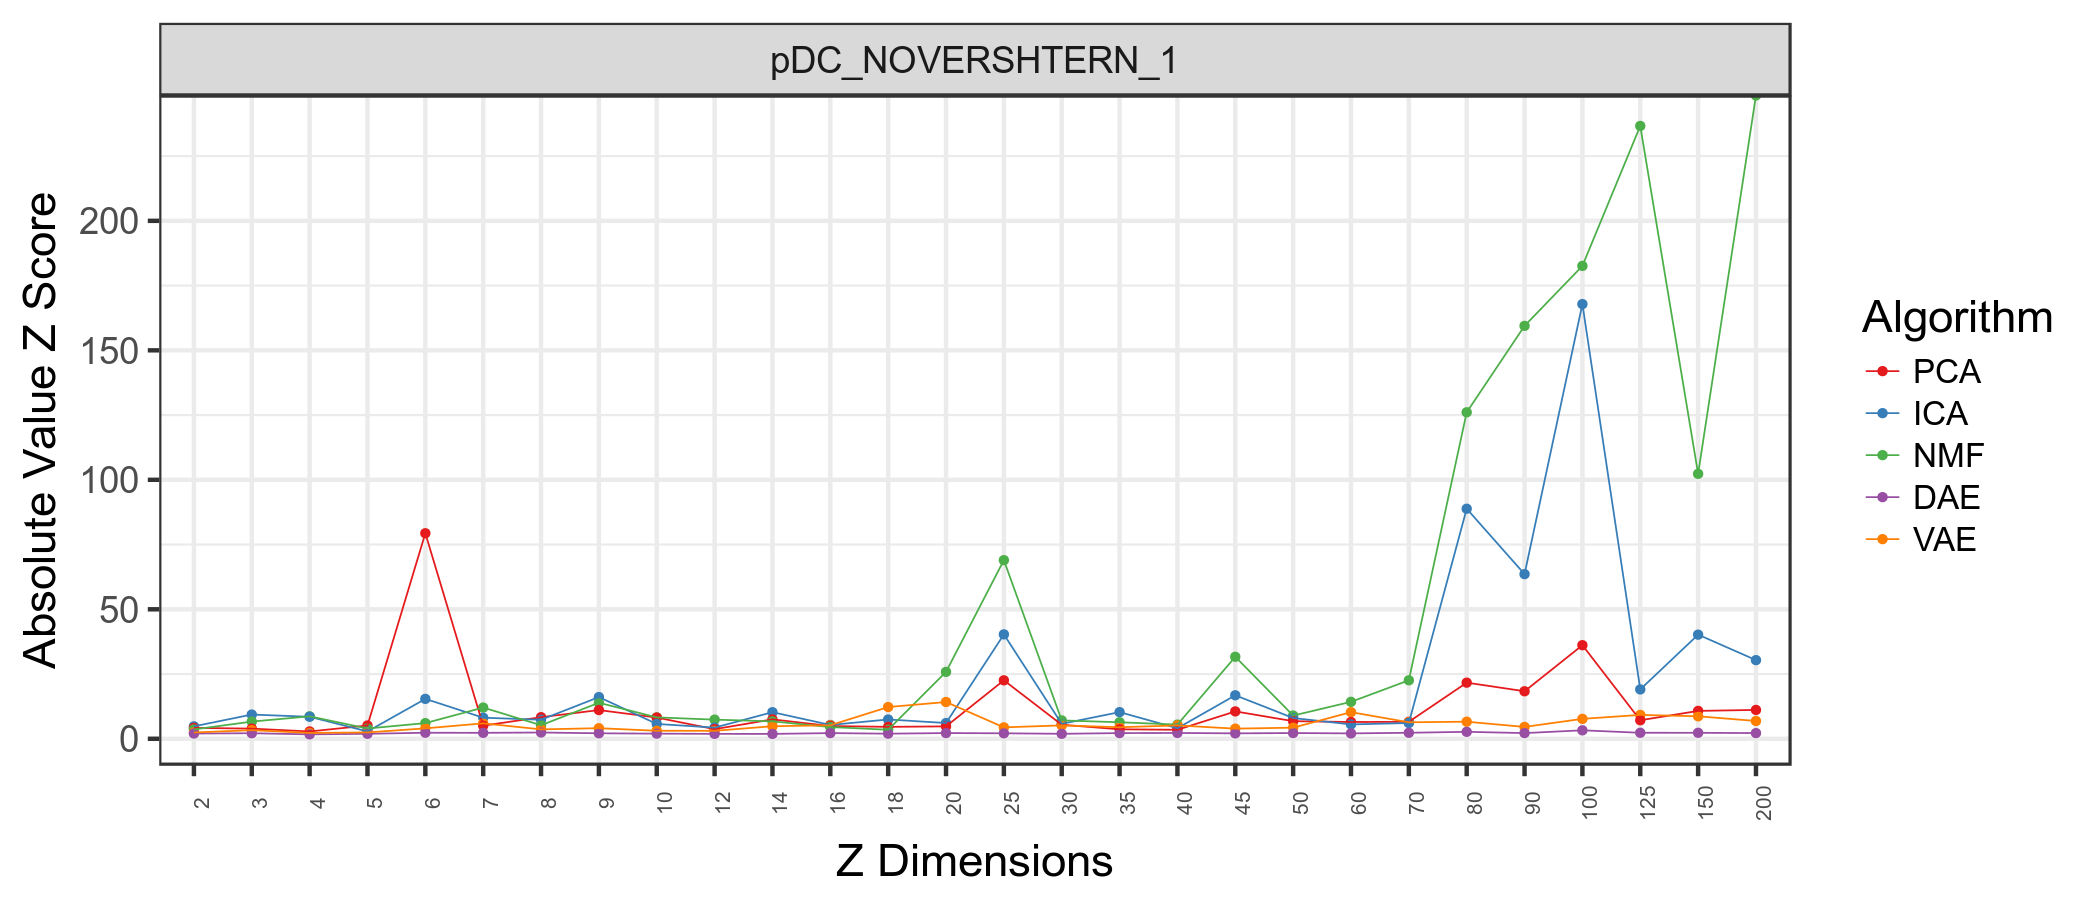 pDC_NOVERSHTERN_1
Absolute Value Z Score
200
150
100
50
0
2 3 4 5 6 7 8 9 10 12 14 16 18 20 25 30 35 40 45 50 60 70 80 90 100 125 150 200
Z Dimensions
Algorithm
PCA
ICA
NMF
DAE
VAE